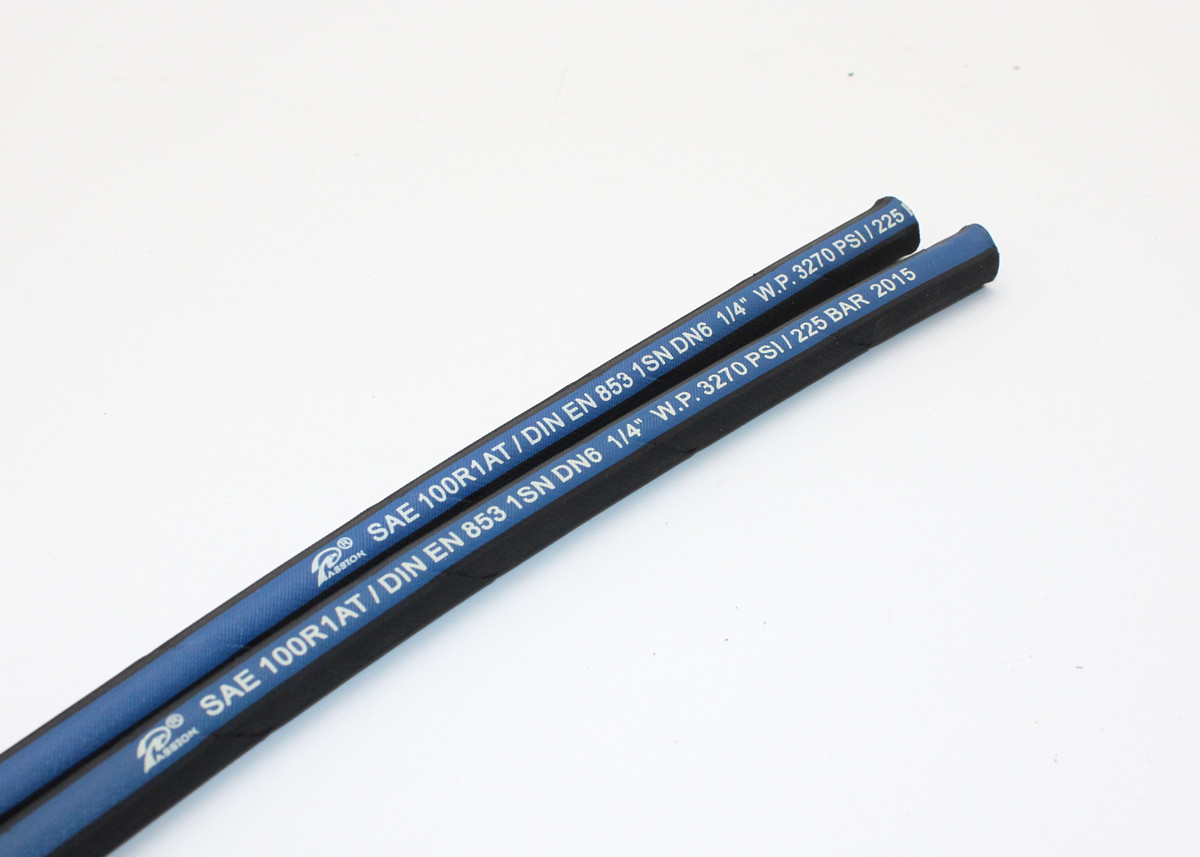 PASSION ® SAE 100R1AT / DIN EN 853 1SN DN6 1/4" W.P. 3270 PSI / 225
PASSION ® SAE 100R1AT / DIN EN 853 1SN DN6 1/4" W.P. 3270 PSI / 225 BAR 2015